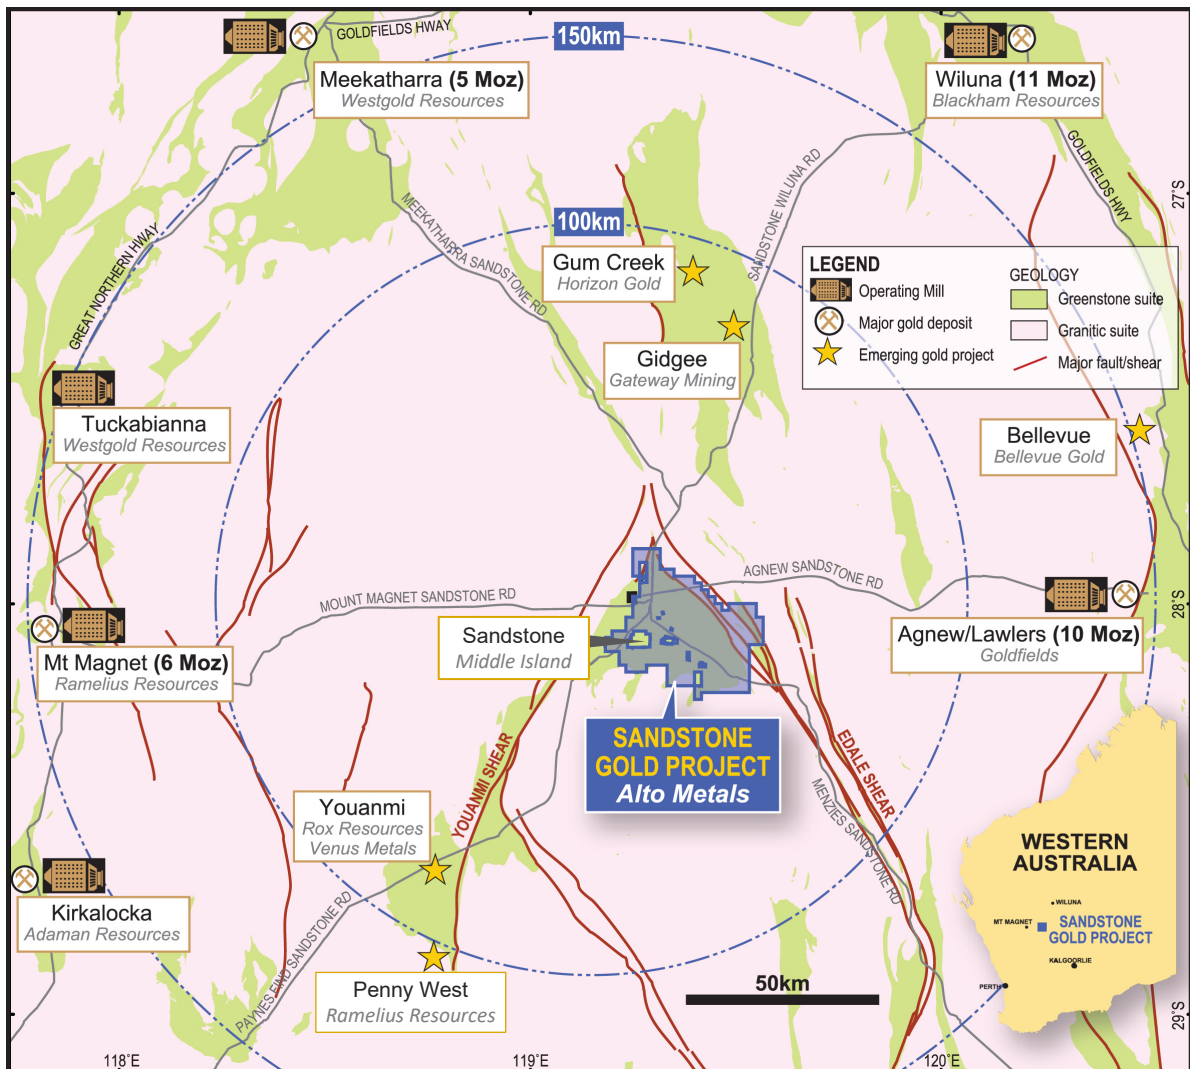 GOLDFIELDS HWY
150km
Meekatharra (5 Moz)
Westgold Resources
Wiluna (11 Moz)
Blackham Resources
GOLDFIELDS HWY
27°S
GREAT NORTHERN HWAY
MEEKATHARRA SANDSTONE RD
SANDSTONE WILUNA RD
100km
Gum Creek
Horizon Gold
Gidgee
Gateway Mining
LEGEND
Operating Mill
Major gold deposit
Emerging gold project
GEOLOGY
Greenstone suite
Granitic suite
Major fault/shear
Tuckabianna
Westgold Resources
Bellevue
Bellevue Gold
MOUNT MAGNET SANDSTONE RD
AGNEW SANDSTONE RD
28°S
Sandstone
Middle Island
Agnew/Lawlers (10 Moz)
Goldfields
Mt Magnet (6 Moz)
Ramelius Resources
SANDSTONE
GOLD PROJECT
Alto Metals
YOUANMI SHEAR
EDALE SHEAR
MENZIES SANDSTONE RD
Youanmi
Rox Resources
Venus Metals
Kirkalocka
Adaman Resources
PAYNES FIND SANDSTONE RD
Penny West
Ramelius Resources
50km
WESTERN
AUSTRALIA
WILUNA
MT MAGNET
SANDSTONE
GOLD PROJECT
KALGOORLIE
PERTH
29°S
118°E
119°E
120°E